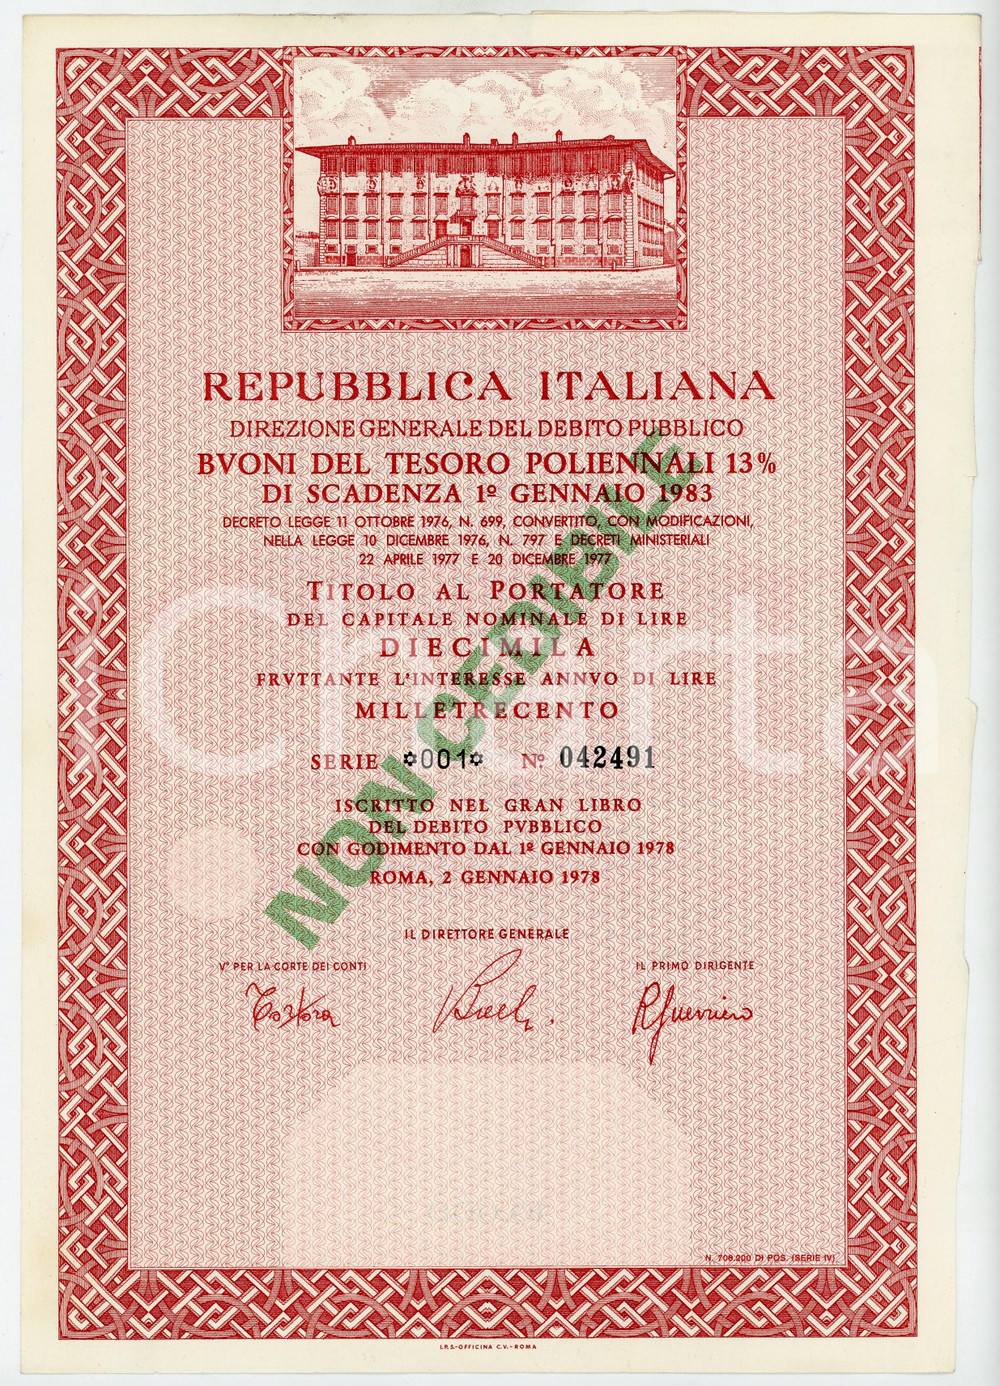 REPUBBLICA ITALIANA
DIREZIONE GENERALE DEL DEBITO PUBBLICO
BVONI DEL TESORO POLIENNALI 13%
DI SCADENZA 1º GENNAIO 1983
DECRETO LEGGE 11 OTTOBRE 1976, N. 699, CONVERTITO, CON MODIFICAZIONI,
NELLA LEGGE 10 DICEMBRE 1976, N. 797 E DECRETI MINISTERIALI
22 APRILE 1977 E 20 DICEMBRE 1977
TITOLO AL PORTATORE
DEL CAPITALE NOMINALE DI LIRE
DIECIMILA
FRVTTANTE L'INTERESSE ANNVO DI LIRE
MILLETRECENTO
SERIE *001* Nº 042491
ISCRITTO NEL GRAN LIBRO
DEL DEBITO PVBBLICO
CON GODIMENTO DAL 1º GENNAIO 1978
ROMA, 2 GENNAIO 1978
NON CEDIBILE
Charta
IL DIRETTORE GENERALE
Vº PER LA CORTE DEI CONTI
IL PRIMO DIRIGENTE
R Guerriero
N. 708.000 DI POS. (SERIE IV)
I.P.S.-OFFICINA C.V.-ROMA